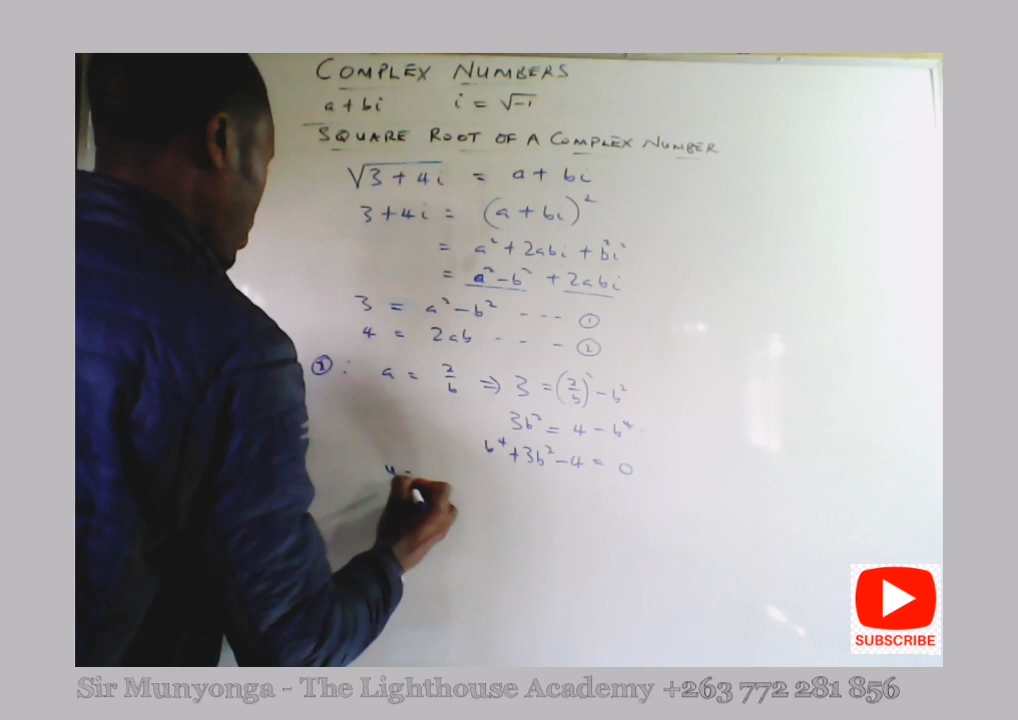 COMPLEX NUMBERS
a + bi i = √-1
SQUARE ROOT OF A COMPLEX NUMBER
√3 + 4i = a + bi
3 + 4i = (a + bi)²
= a² + 2abi + b²i²
= a² - b² + 2abi
3 = a² - b² - - - ①
4 = 2ab - - - ②
②: a = 2/b ⇒ 3 = (2/b)² - b²
3b² = 4 - b⁴
b⁴ + 3b² - 4 = 0
SUBSCRIBE
Sir Munyonga - The Lighthouse Academy +263 772 281 856